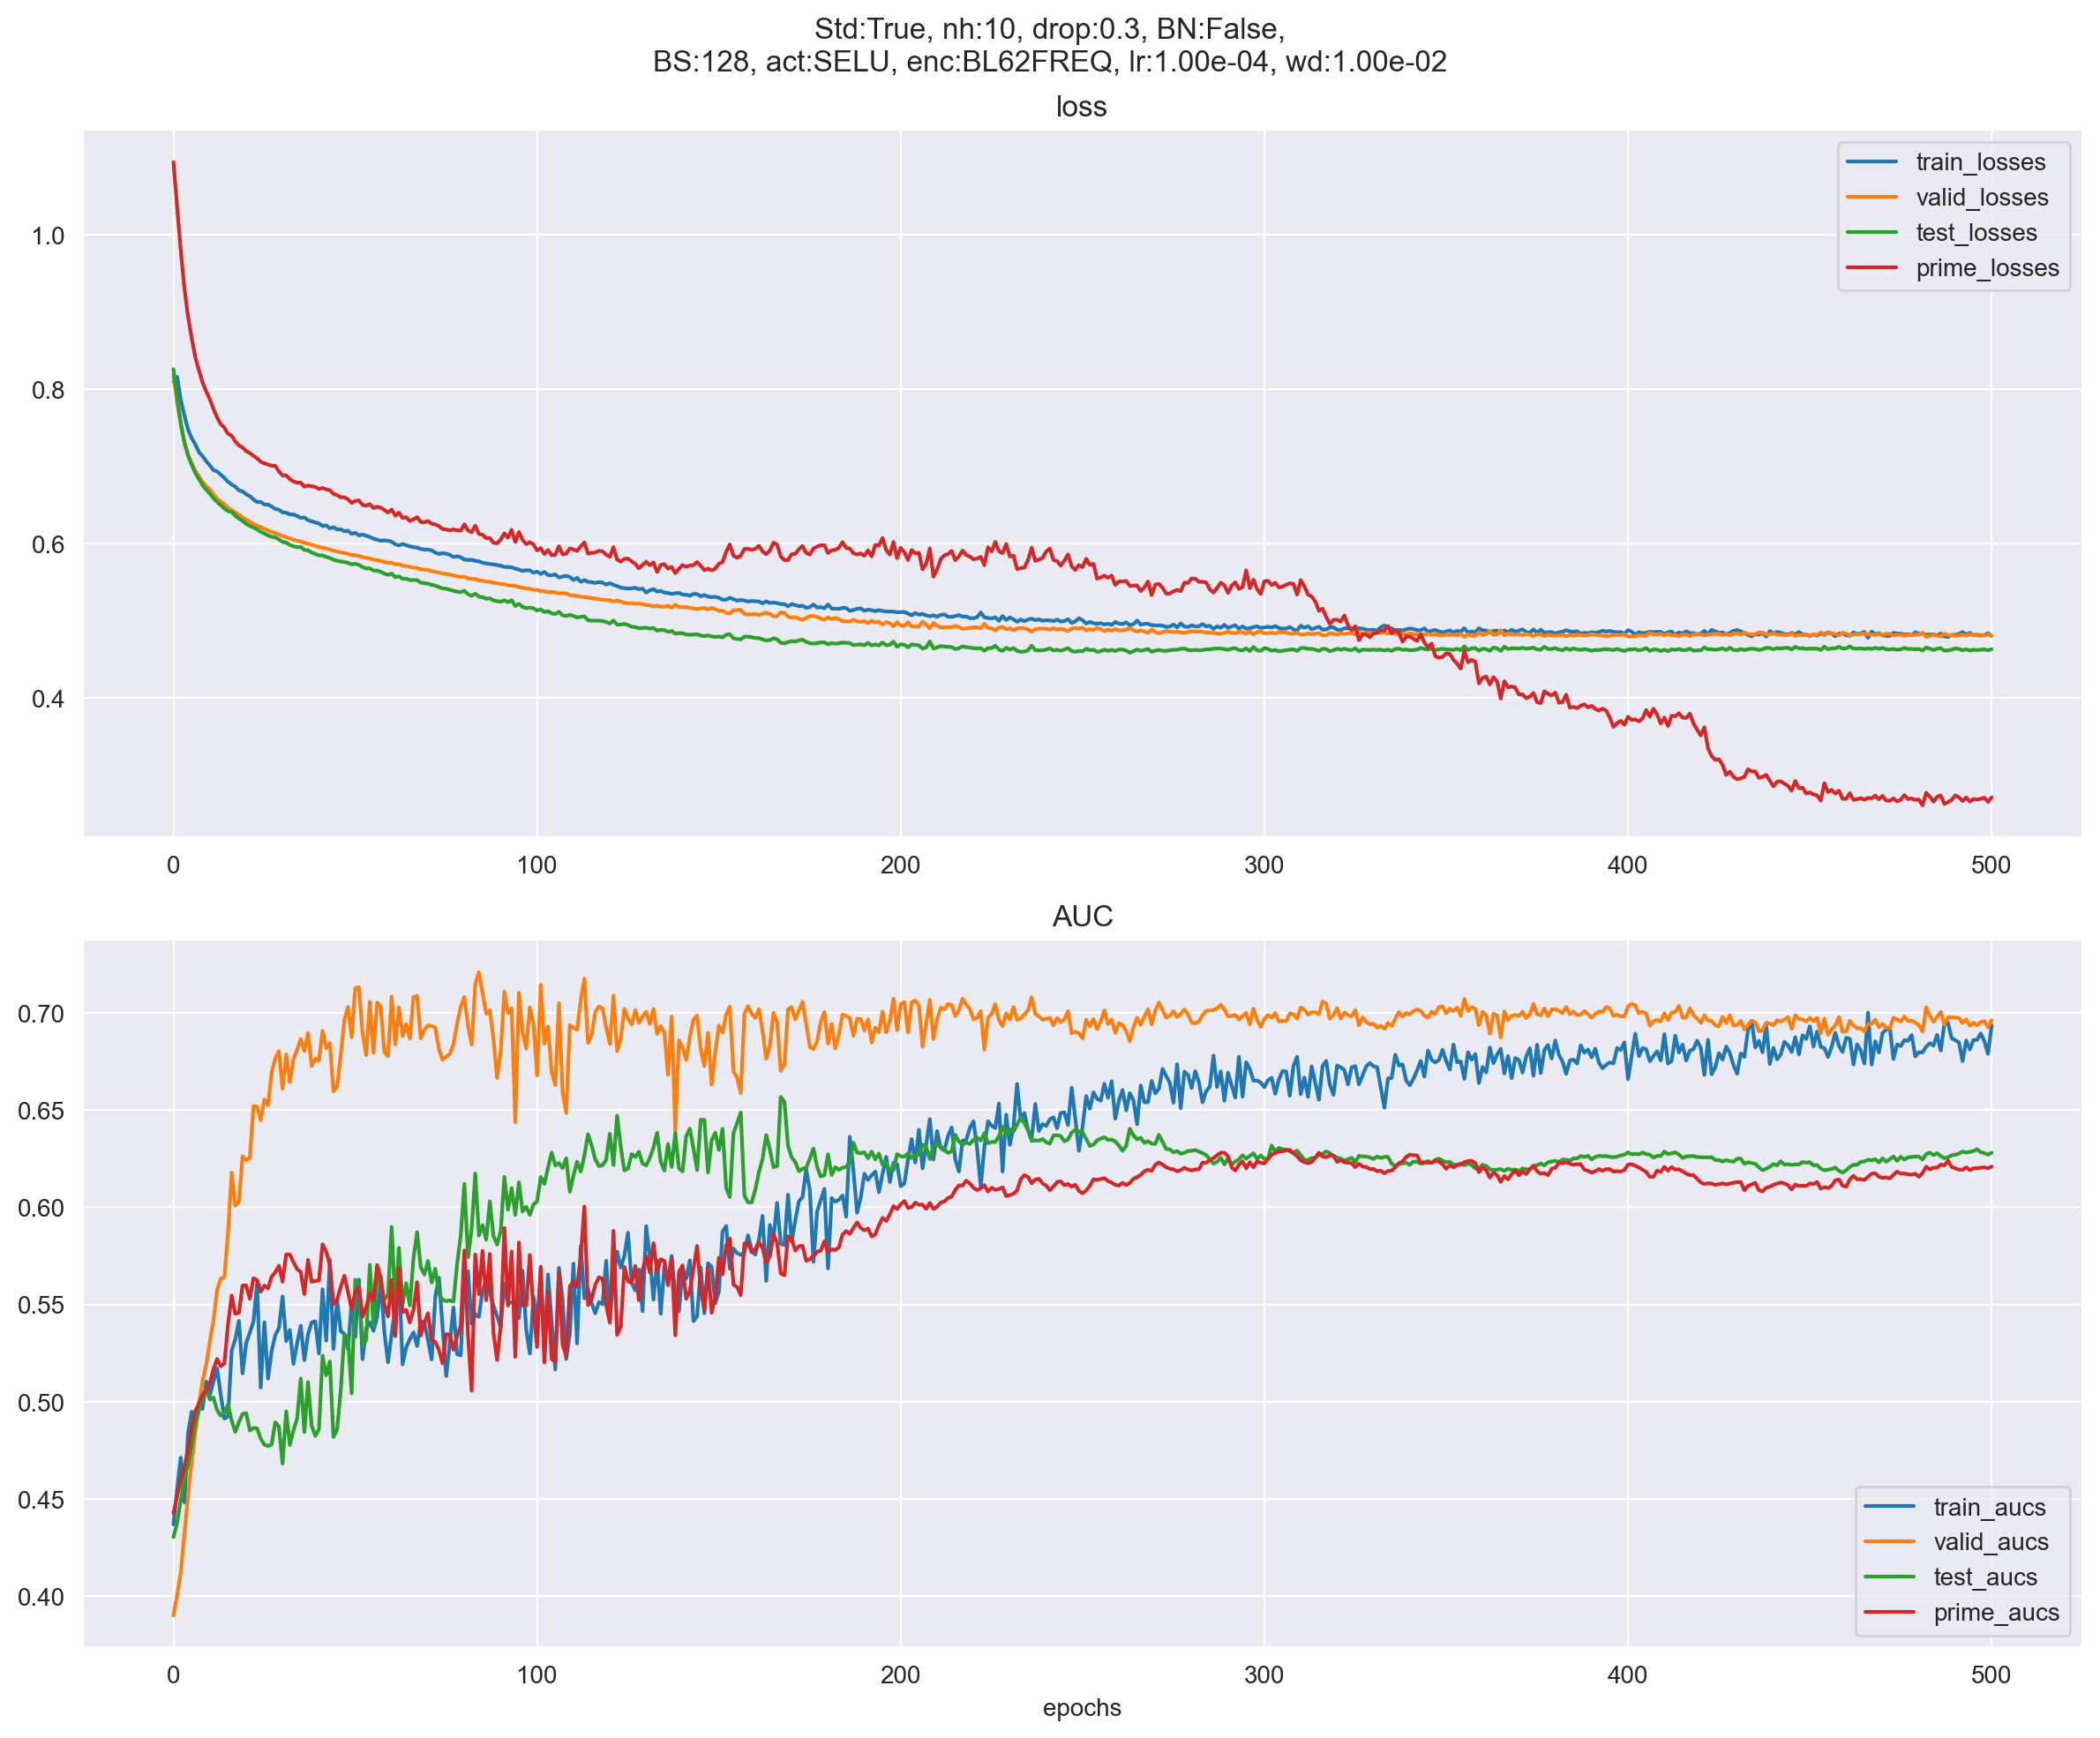 Std:True, nh:10, drop:0.3, BN:False,
BS:128, act:SELU, enc:BL62FREQ, lr:1.00e-04, wd:1.00e-02
loss
train_losses
valid_losses
test_losses
prime_losses
1.0
0.8
0.6
0.4
0 100 200 300 400 500
AUC
0.70
0.65
0.60
0.55
0.50
0.45
0.40
train_aucs
valid_aucs
test_aucs
prime_aucs
0 100 200 300 400 500
epochs